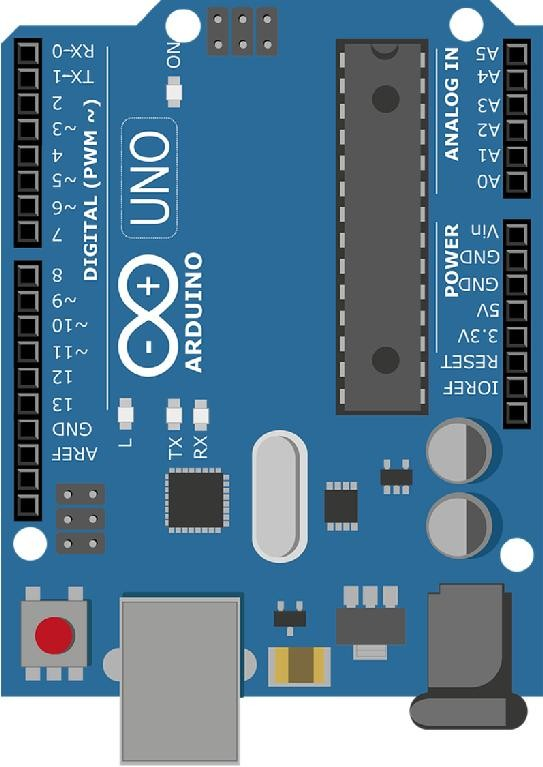 RX-0
TX-1
2
~3
4
~5
~6
7
8
~9
~10
~11
12
13
GND
AREF
DIGITAL (PWM ~)
ON
UNO
ARDUINO
L
TX
RX
ANALOG IN
A5
A4
A3
A2
A1
A0
POWER
Vin
GND
GND
5V
3.3V
RESET
IOREF